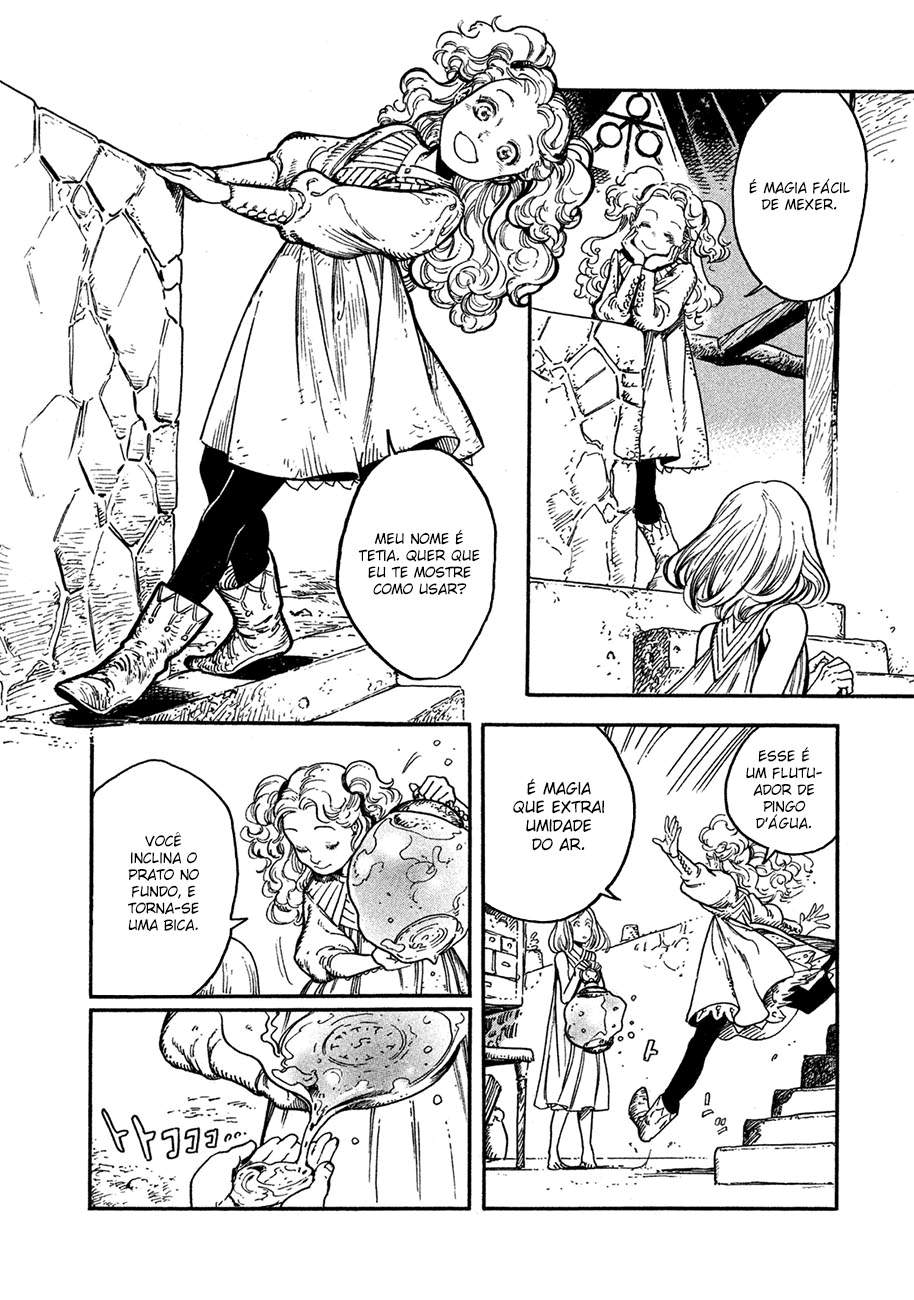 É MAGIA FÁCIL
DE MEXER.
MEU NOME É
TETIA. QUER QUE
EU TE MOSTRE
COMO USAR?
ESSE É
UM FLUTU-
ADOR DE
PINGO
D'ÁGUA.
É MAGIA
QUE EXTRAI
UMIDADE
DO AR.
ト
VOCÊ
INCLINA O
PRATO NO
FUNDO, E
TORNA-SE
UMA BICA.
トトココココ...